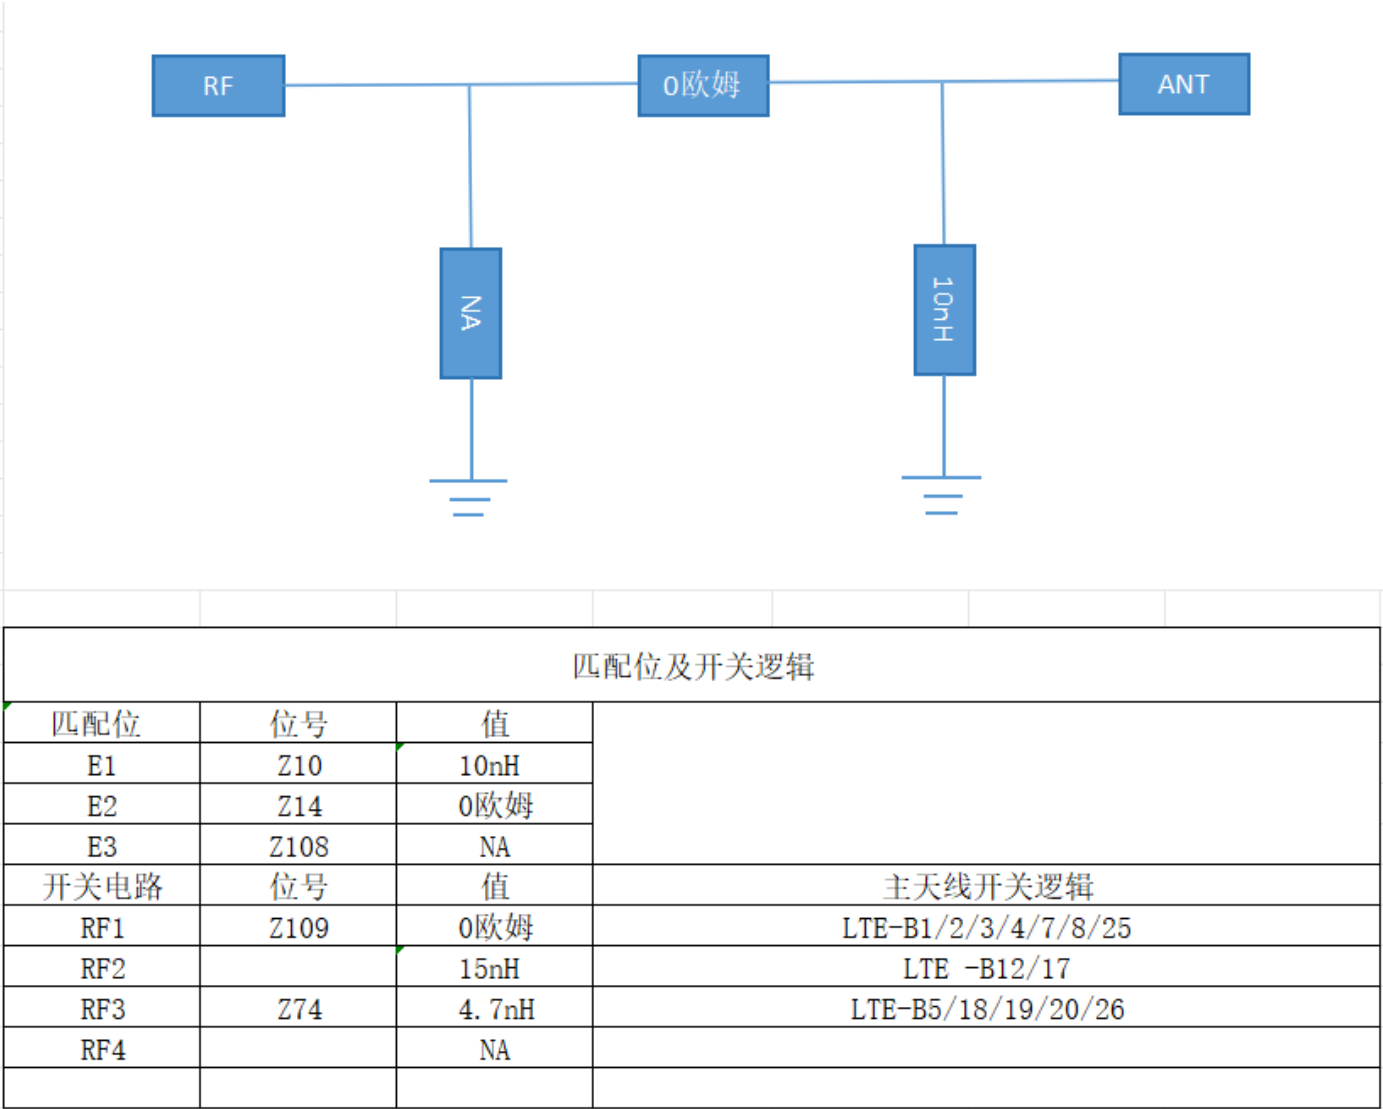 RF
0欧姆
ANT
NA
10nH
匹配位及开关逻辑
匹配位 位号 值
E1 Z10 10nH
E2 Z14 0欧姆
E3 Z108 NA
开关电路 位号 值 主天线开关逻辑
RF1 Z109 0欧姆 LTE-B1/2/3/4/7/8/25
RF2 15nH LTE -B12/17
RF3 Z74 4.7nH LTE-B5/18/19/20/26
RF4 NA